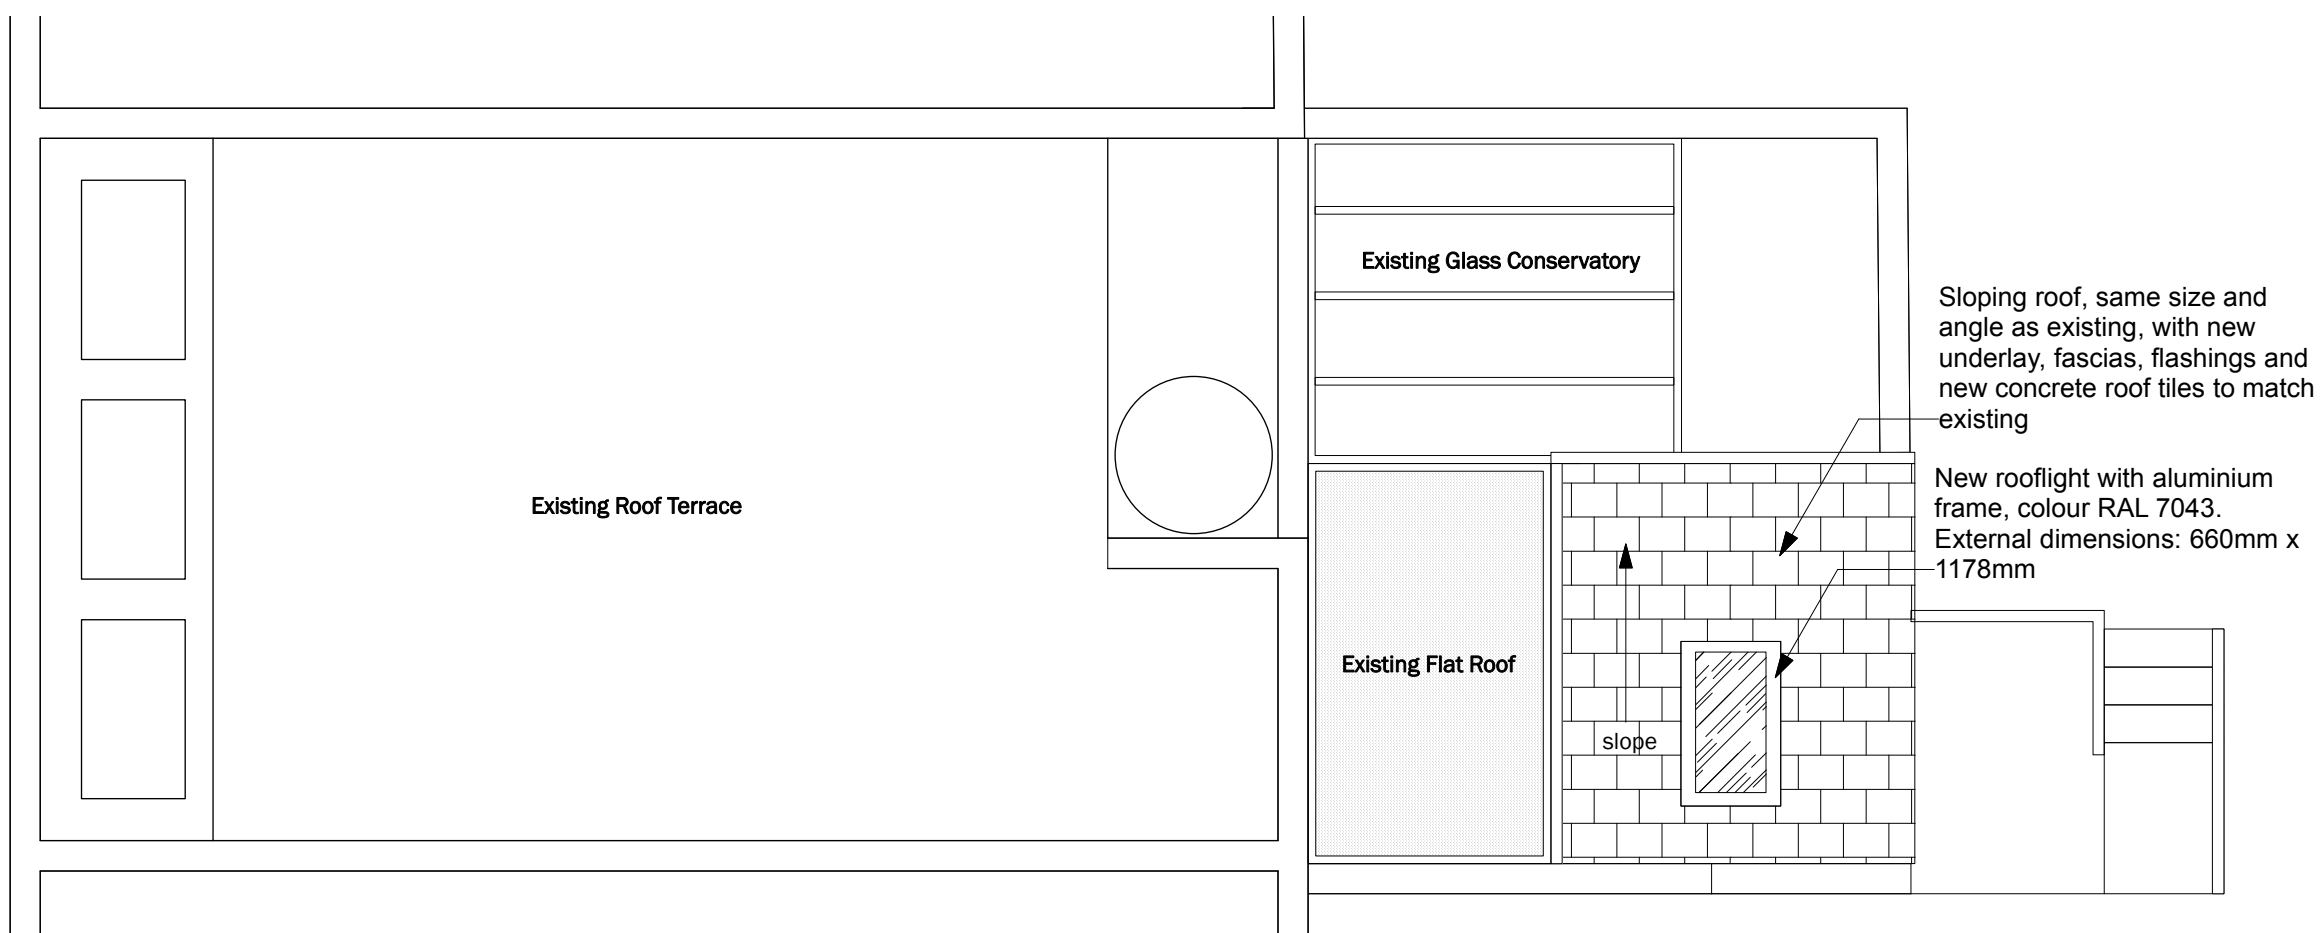 Existing Glass Conservatory
Sloping roof, same size and
angle as existing, with new
underlay, fascias, flashings and
new concrete roof tiles to match
existing
New rooflight with aluminium
frame, colour RAL 7043.
External dimensions: 660mm x
1178mm
Existing Roof Terrace
Existing Flat Roof
slope